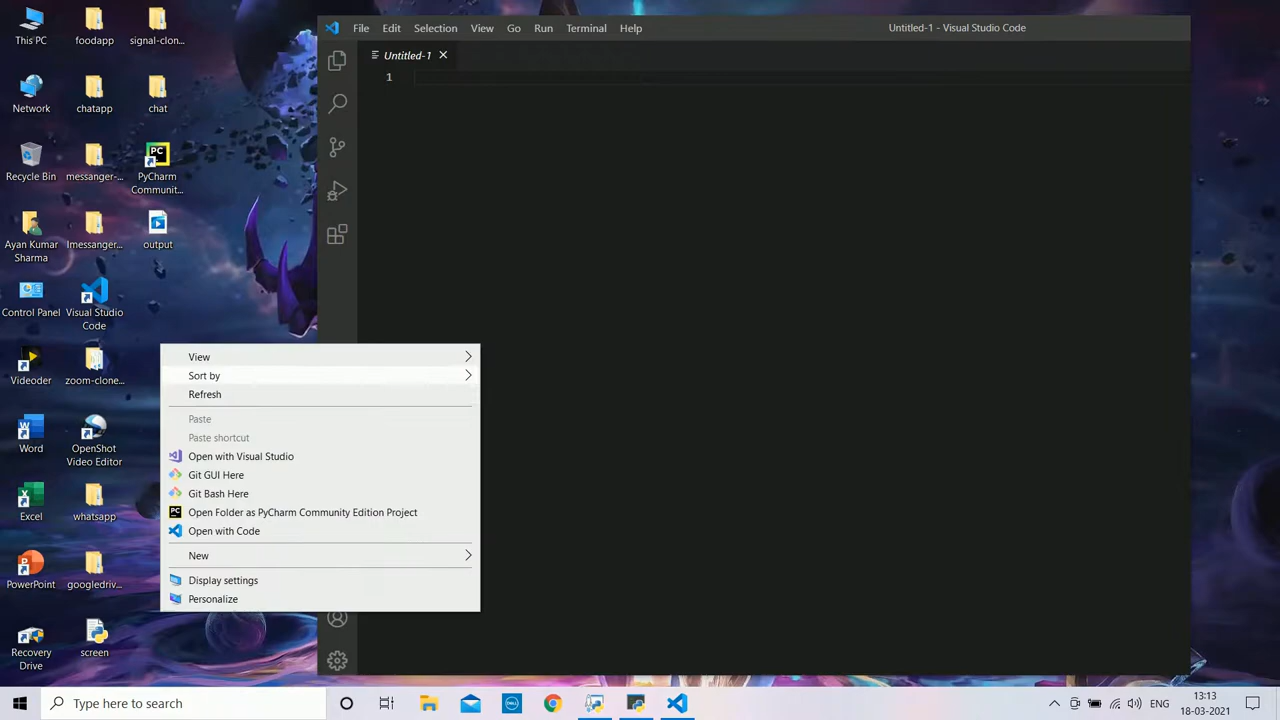 File Edit Selection View Go Run Terminal Help Untitled-1 - Visual Studio Code
Untitled-1
1
This PC
foodapp
signal-clon...
Network
chatapp
chat
Recycle Bin
messanger-...
PC
PyCharm
Communit...
Ayan Kumar
Sharma
Imessanger...
output
Control Panel
Visual Studio
Code
Videoder
zoom-clone...
Word
OpenShot
Video Editor
Excel
whatsapp
PowerPoint
googledriv...
Recovery
Drive
screen
View
Sort by
Refresh
Paste
Paste shortcut
Open with Visual Studio
Git GUI Here
Git Bash Here
Open Folder as PyCharm Community Edition Project
Open with Code
New
Display settings
Personalize
Type here to search
ENG
13:13
18-03-2021